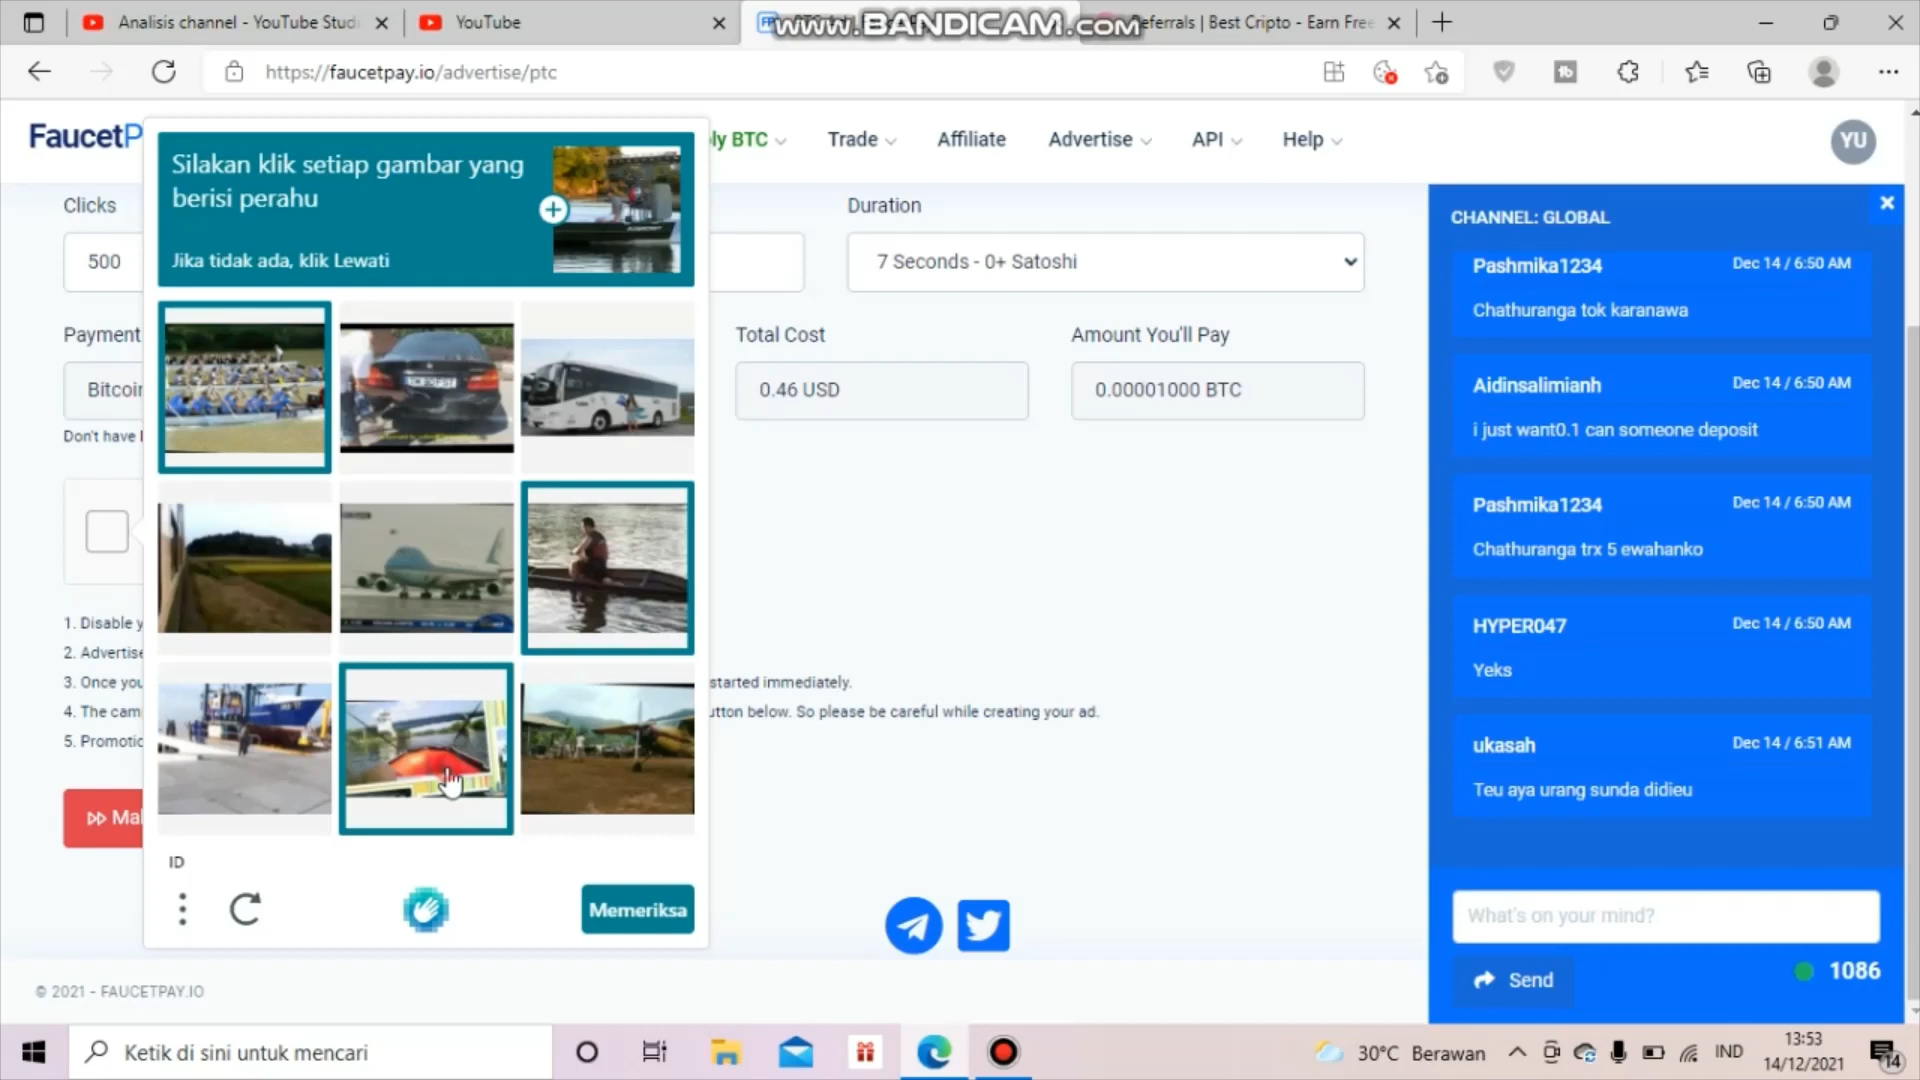 Analisis channel - YouTube Studi
YouTube
www.BANDICAM.com
Referrals | Best Cripto - Earn Free
https://faucetpay.io/advertise/ptc
FaucetP
ly BTC
Trade
Affiliate
Advertise
API
Help
YU
Silakan klik setiap gambar yang
berisi perahu
Jika tidak ada, klik Lewati
Clicks
500
Duration
7 Seconds - 0+ Satoshi
Payment
Bitcoin
Total Cost
0.46 USD
Amount You'll Pay
0.00001000 BTC
Don't have
1. Disable y
2. Advertise
3. Once you
started immediately.
4. The cam
utton below. So please be careful while creating your ad.
5. Promotio
Mak
ID
Memeriksa
© 2021 - FAUCETPAY.IO
CHANNEL: GLOBAL
Pashmika1234
Dec 14 / 6:50 AM
Chathuranga tok karanawa
Aidinsalimianh
Dec 14 / 6:50 AM
i just want0.1 can someone deposit
Pashmika1234
Dec 14 / 6:50 AM
Chathuranga trx 5 ewahanko
HYPER047
Dec 14 / 6:50 AM
Yeks
ukasah
Dec 14 / 6:51 AM
Teu aya urang sunda didieu
What's on your mind?
Send
1086
Ketik di sini untuk mencari
30°C Berawan
IND
13:53
14/12/2021
14